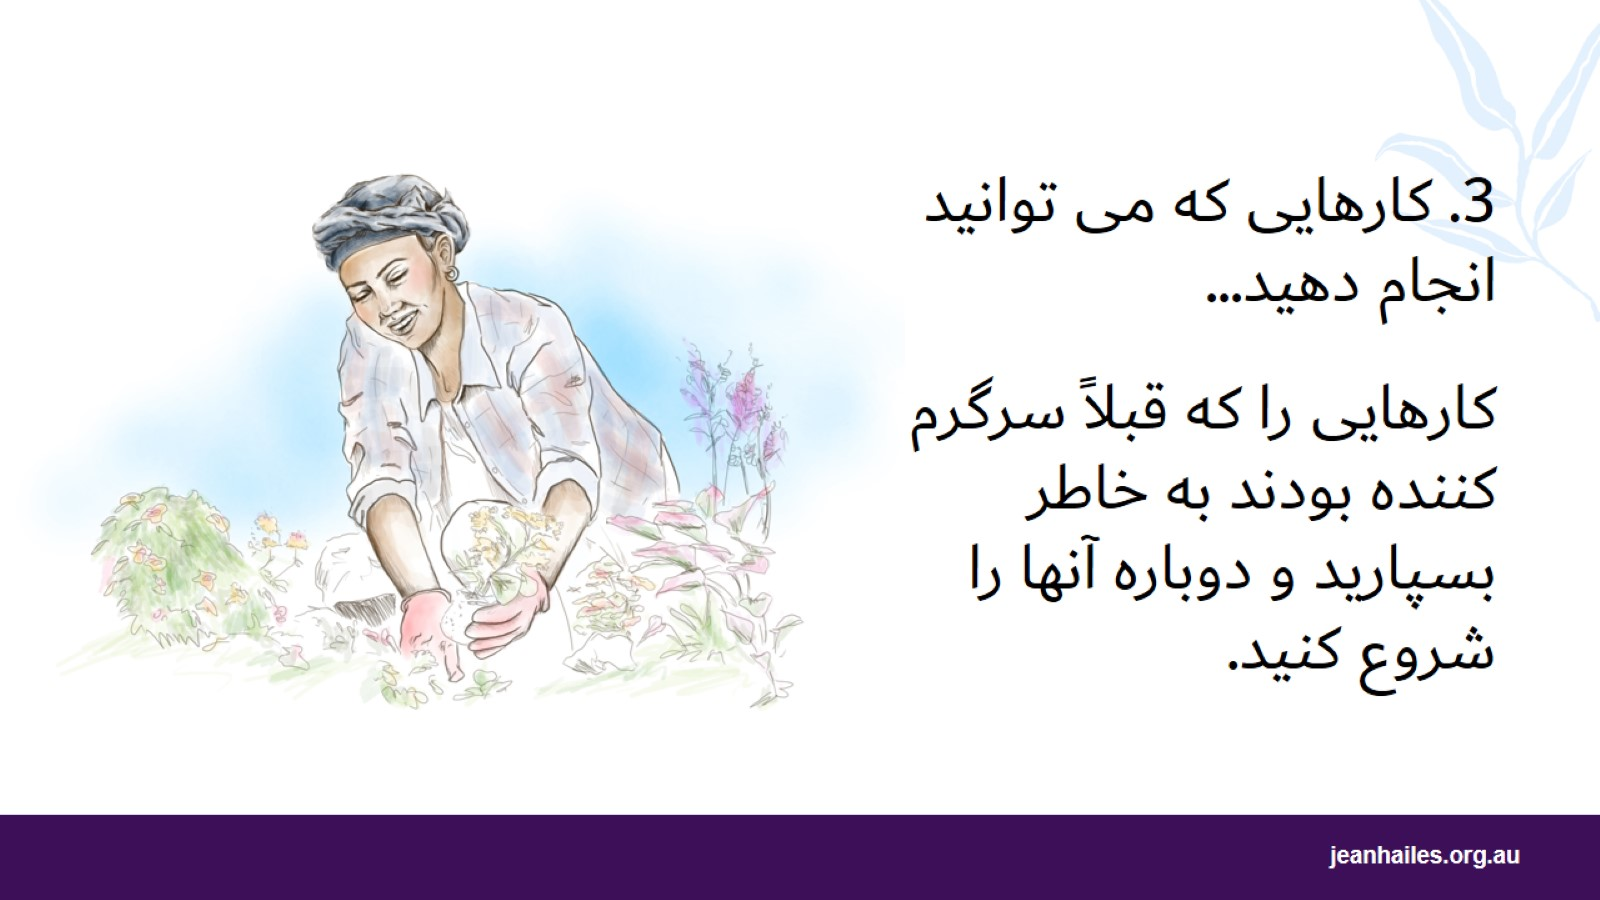 3. کارهایی که می توانید
انجام دهید...
کارهایی را که قبلاً سرگرم
کننده بودند به خاطر
بسپارید و دوباره آنها را
شروع کنید.
jeanhailes.org.au